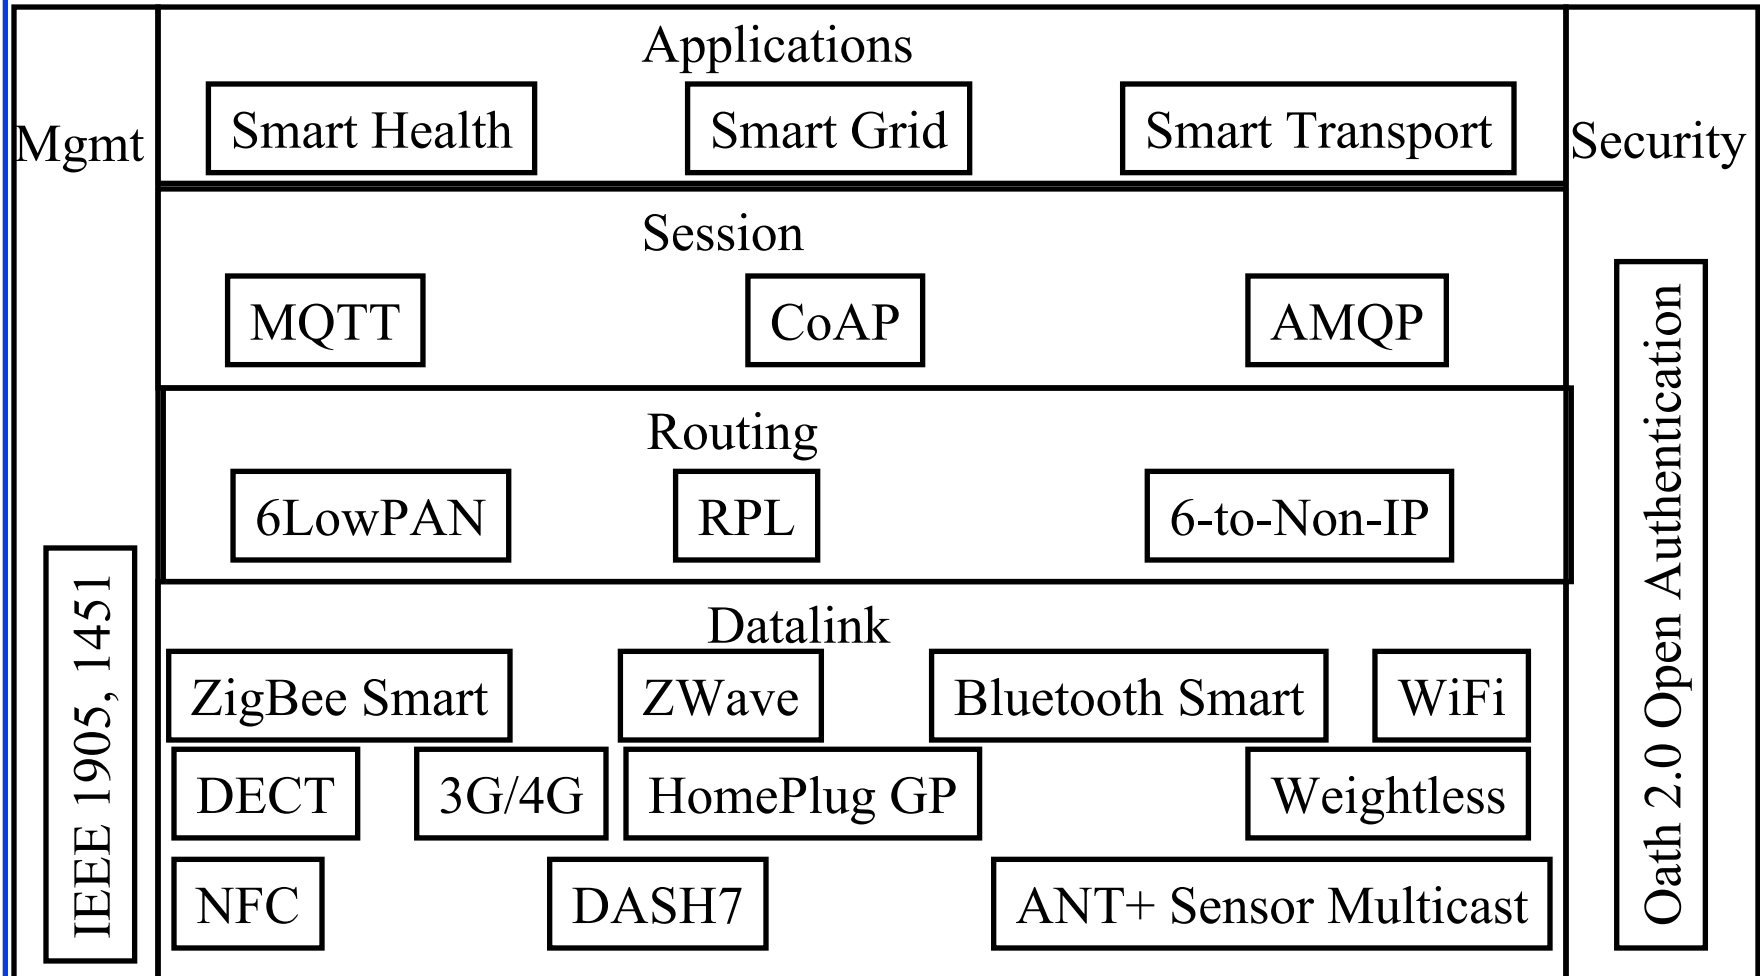 Applications
Mgmt
Smart Health
Smart Grid
Smart Transport
Security
Session
MQTT
CoAP
AMQP
Routing
6LowPAN
RPL
6-to-Non-IP
Datalink
ZigBee Smart
ZWave
Bluetooth Smart
WiFi
DECT
3G/4G
HomePlug GP
Weightless
NFC
DASH7
ANT+ Sensor Multicast
IEEE 1905, 1451
Oath 2.0 Open Authentication